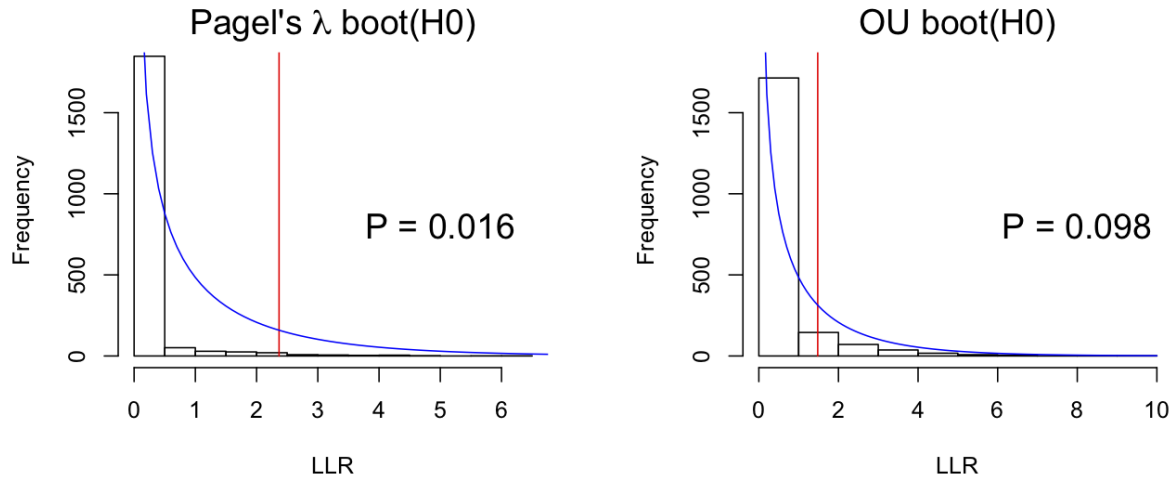 Pagel's λ boot(H0)
1500
1000
500
0
Frequency
P = 0.016
0 1 2 3 4 5 6
LLR
OU boot(H0)
1500
1000
500
0
Frequency
P = 0.098
0 2 4 6 8 10
LLR